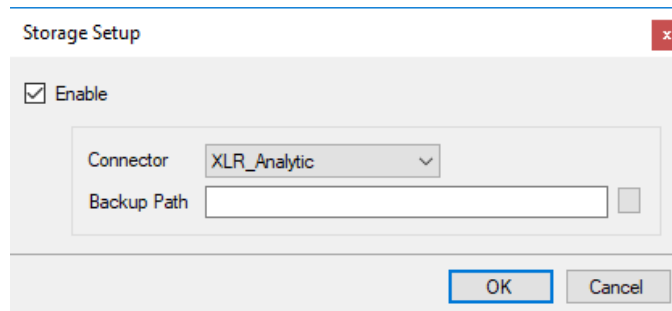 Storage Setup
x
Enable
Connector XLR_Analytic
Backup Path
OK Cancel